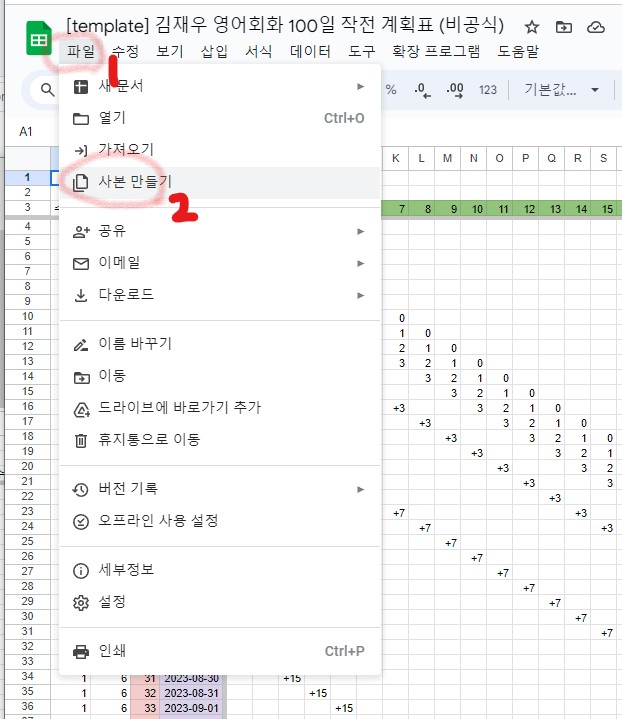 [template] 김재우 영어회화 100일 작전 계획표 (비공식)
파일 수정 보기 삽입 서식 데이터 도구 확장 프로그램 도움말
1
새 문서
% .0 .00 123 기본값...
열기 Ctrl+O
A1
가져오기
K L M N O P Q R S
사본 만들기
1
2
2
3 7 8 9 10 11 12 13 14 15
4
공유
5
6
이메일
7
8
다운로드
9
10 0
11 1 0
12 이름 바꾸기 2 1 0
13 3 2 1 0
14 이동 3 2 1 0
15 3 2 1 0
16 드라이브에 바로가기 추가 +3 3 2 1 0
17 +3 3 2 1 0
18 휴지통으로 이동 +3 3 2 1 0
19 +3 3 2 1
20 +3 3 2
21 버전 기록 +3 3
22 +3
23 오프라인 사용 설정 +7 +3
24 +7 +3
25 +7
26 세부정보 +7
27 +7
28 설정 +7
29 +7
30 +7
31 +7
32 인쇄 Ctrl+P
33
34 1 6 31 2023-08-30 +15
35 1 6 32 2023-08-31 +15
36 1 6 33 2023-09-01 +15